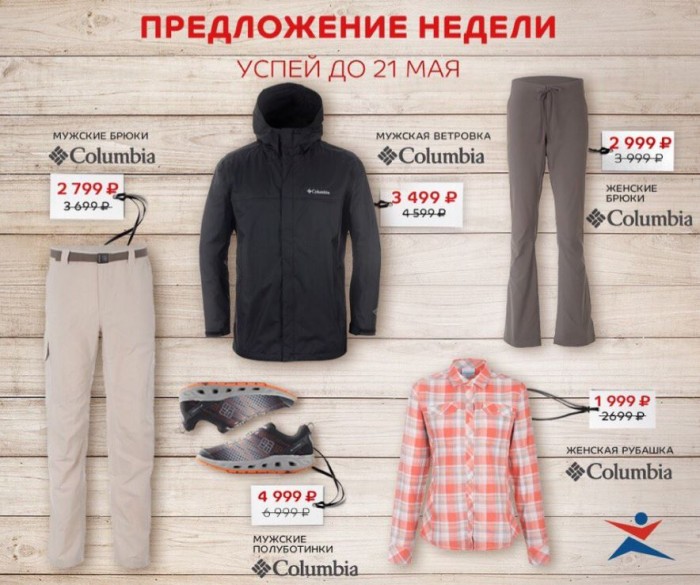 ПРЕДЛОЖЕНИЕ НЕДЕЛИ
УСПЕЙ ДО 21 МАЯ
МУЖСКИЕ БРЮКИ
Columbia
2 799 ₽
3 699 ₽
МУЖСКАЯ ВЕТРОВКА
Columbia
3 499 ₽
4 599 ₽
Columbia
2 999 ₽
3 999 ₽
ЖЕНСКИЕ
БРЮКИ
Columbia
4 999 ₽
6 999 ₽
МУЖСКИЕ
ПОЛУБОТИНКИ
Columbia
1 999 ₽
2699 ₽
ЖЕНСКАЯ РУБАШКА
Columbia